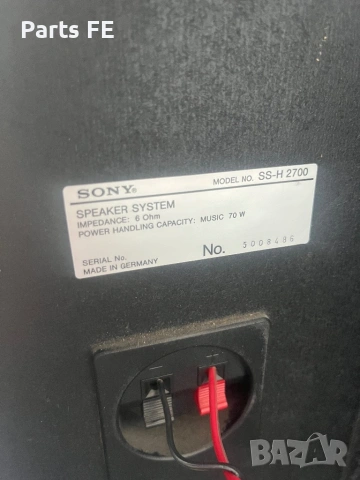 Parts FE
SONY
MODEL NO. SS-H 2700
SPEAKER SYSTEM
IMPEDANCE: 6 Ohm
POWER HANDLING CAPACITY: MUSIC 70 W
SERIAL No.
No. 5008486
MADE IN GERMANY
- +
BAZAR